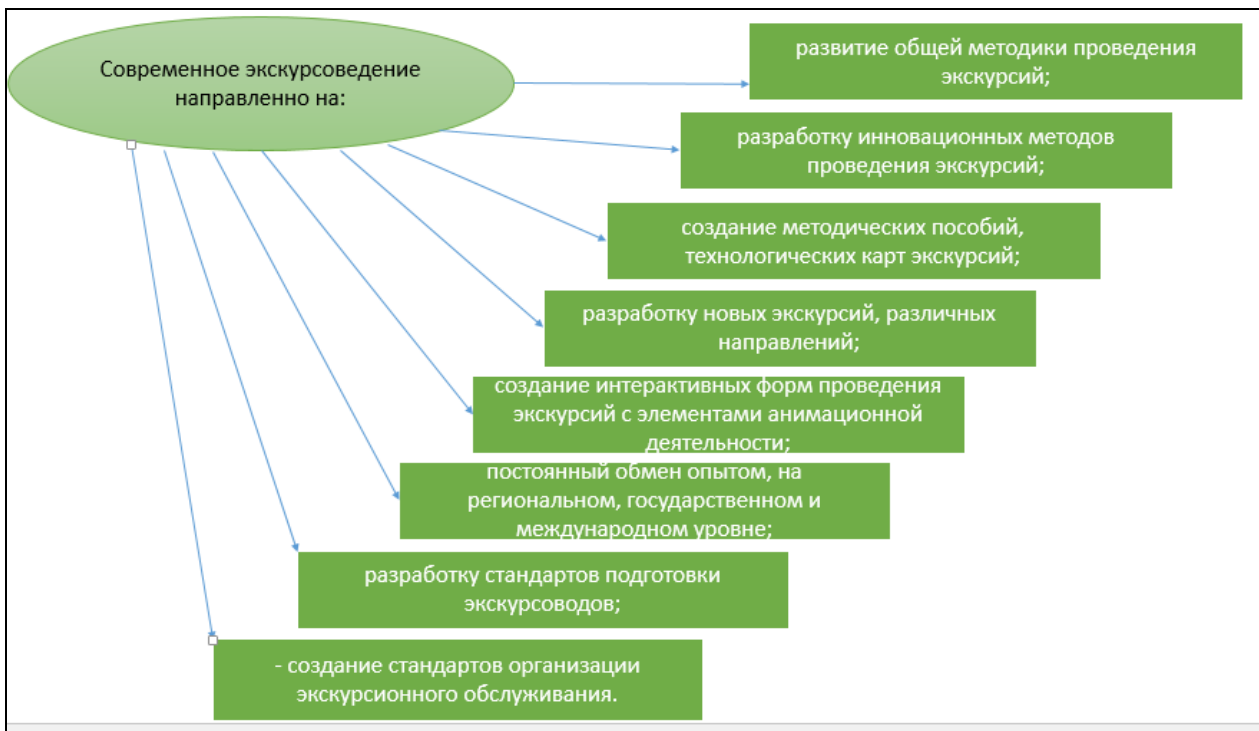 Современное экскурсоведение
направленно на:
развитие общей методики проведения
экскурсий;
разработку инновационных методов
проведения экскурсий;
создание методических пособий,
технологических карт экскурсий;
разработку новых экскурсий, различных
направлений;
создание интерактивных форм проведения
экскурсий с элементами анимационной
деятельности;
постоянный обмен опытом, на
региональном, государственном и
международном уровне;
разработку стандартов подготовки
экскурсоводов;
- создание стандартов организации
экскурсионного обслуживания.